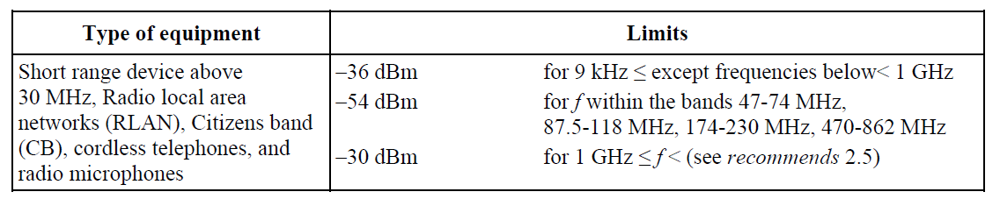 Type of equipment
Limits
Short range device above
30 MHz, Radio local area
networks (RLAN), Citizens band
(CB), cordless telephones, and
radio microphones
–36 dBm for 9 kHz ≤ except frequencies below< 1 GHz
–54 dBm for f within the bands 47-74 MHz,
87.5-118 MHz, 174-230 MHz, 470-862 MHz
–30 dBm for 1 GHz ≤ f < (see recommends 2.5)